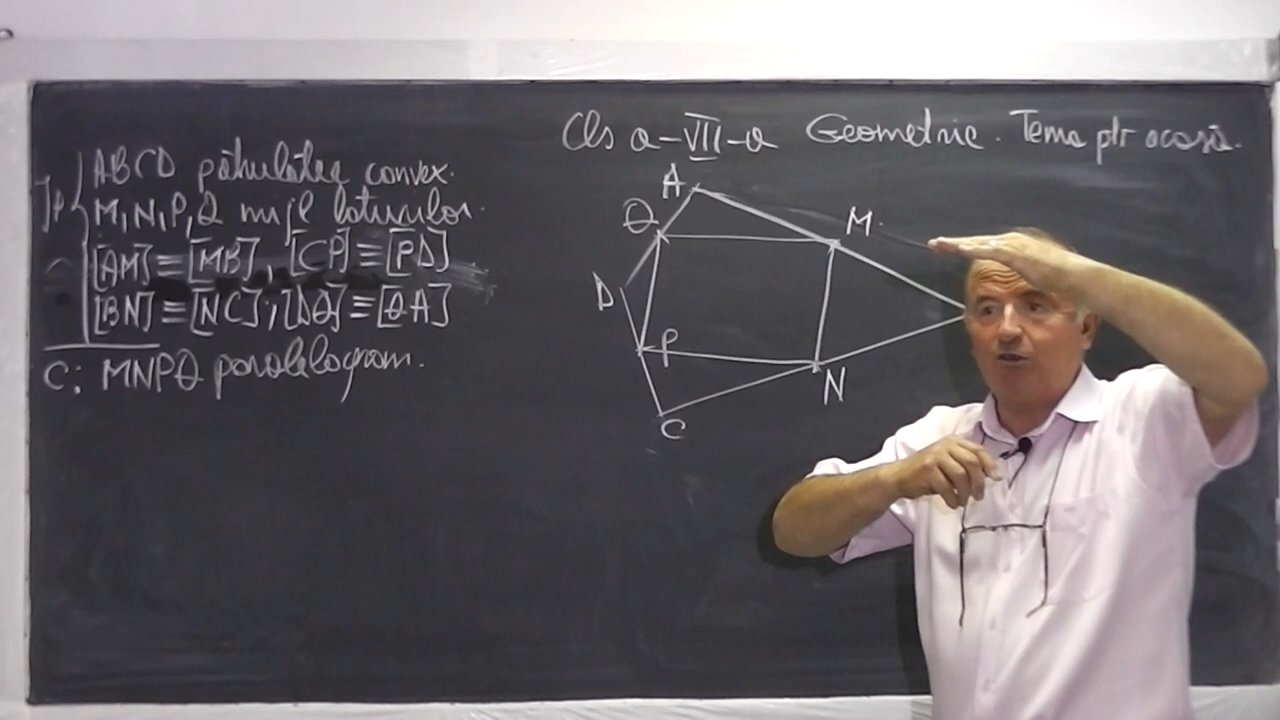 Cls a-VII-a Geometrie. Tema ptr acasă.
Ip
ABCD patrulater convex.
M, N, P, Q mijl laturilor.
[AM] ≡ [MB], [CP] ≡ [PD]
[BN] ≡ [NC]; [DQ] ≡ [QA]
C: MNPQ paralelogram.
A
Q
M
D
P
N
C